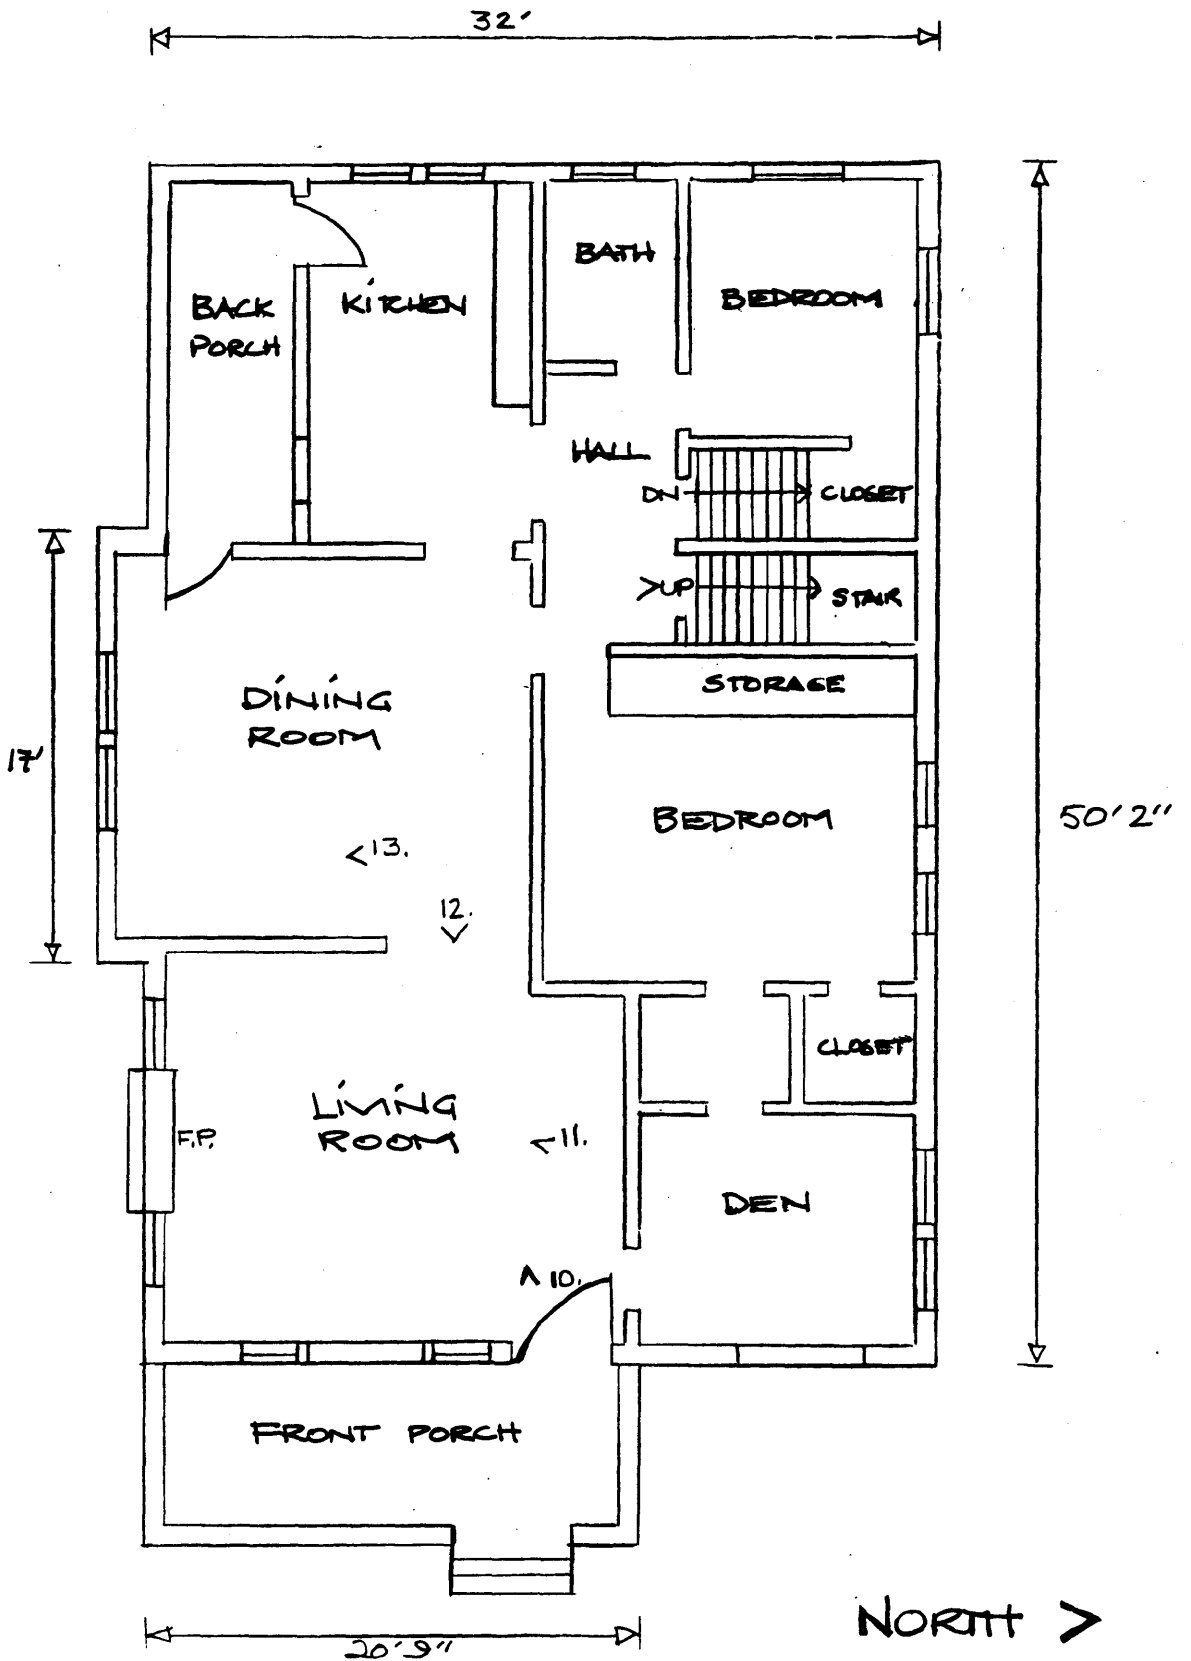 32'
BATH
BEDROOM
BACK
PORCH
KITCHEN
HALL
DN
CLOSET
>UP
STAIR
STORAGE
DINING
ROOM
17'
BEDROOM
50'2"
<13.
12.
CLOSET
LIVING
ROOM
F.P.
<11.
DEN
10.
FRONT PORCH
NORTH >
20'9"